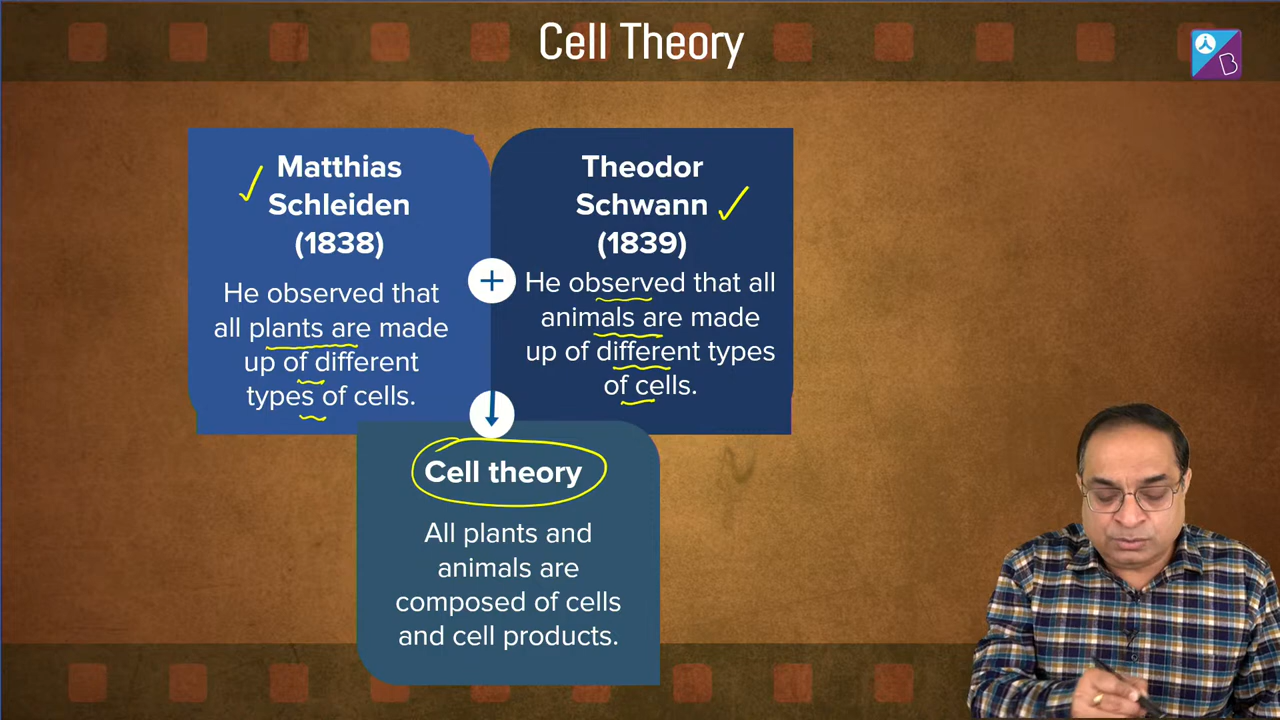 Cell Theory
B
Matthias
Schleiden
(1838)
He observed that
all plants are made
up of different
types of cells.
+
Theodor
Schwann
(1839)
He observed that all
animals are made
up of different types
of cells.
Cell theory
All plants and
animals are
composed of cells
and cell products.